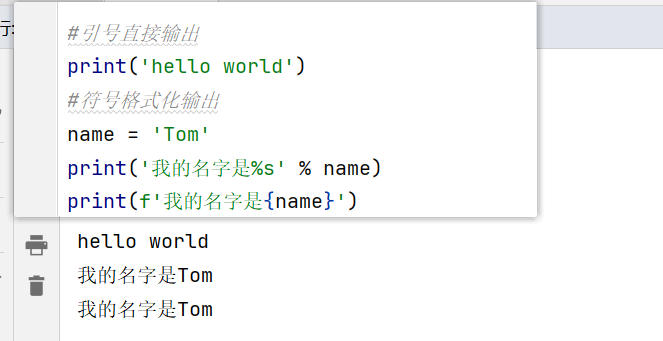 行:
#引号直接输出
print('hello world')
#符号格式化输出
name = 'Tom'
print('我的名字是%s' % name)
print(f'我的名字是{name}')
hello world
我的名字是Tom
我的名字是Tom